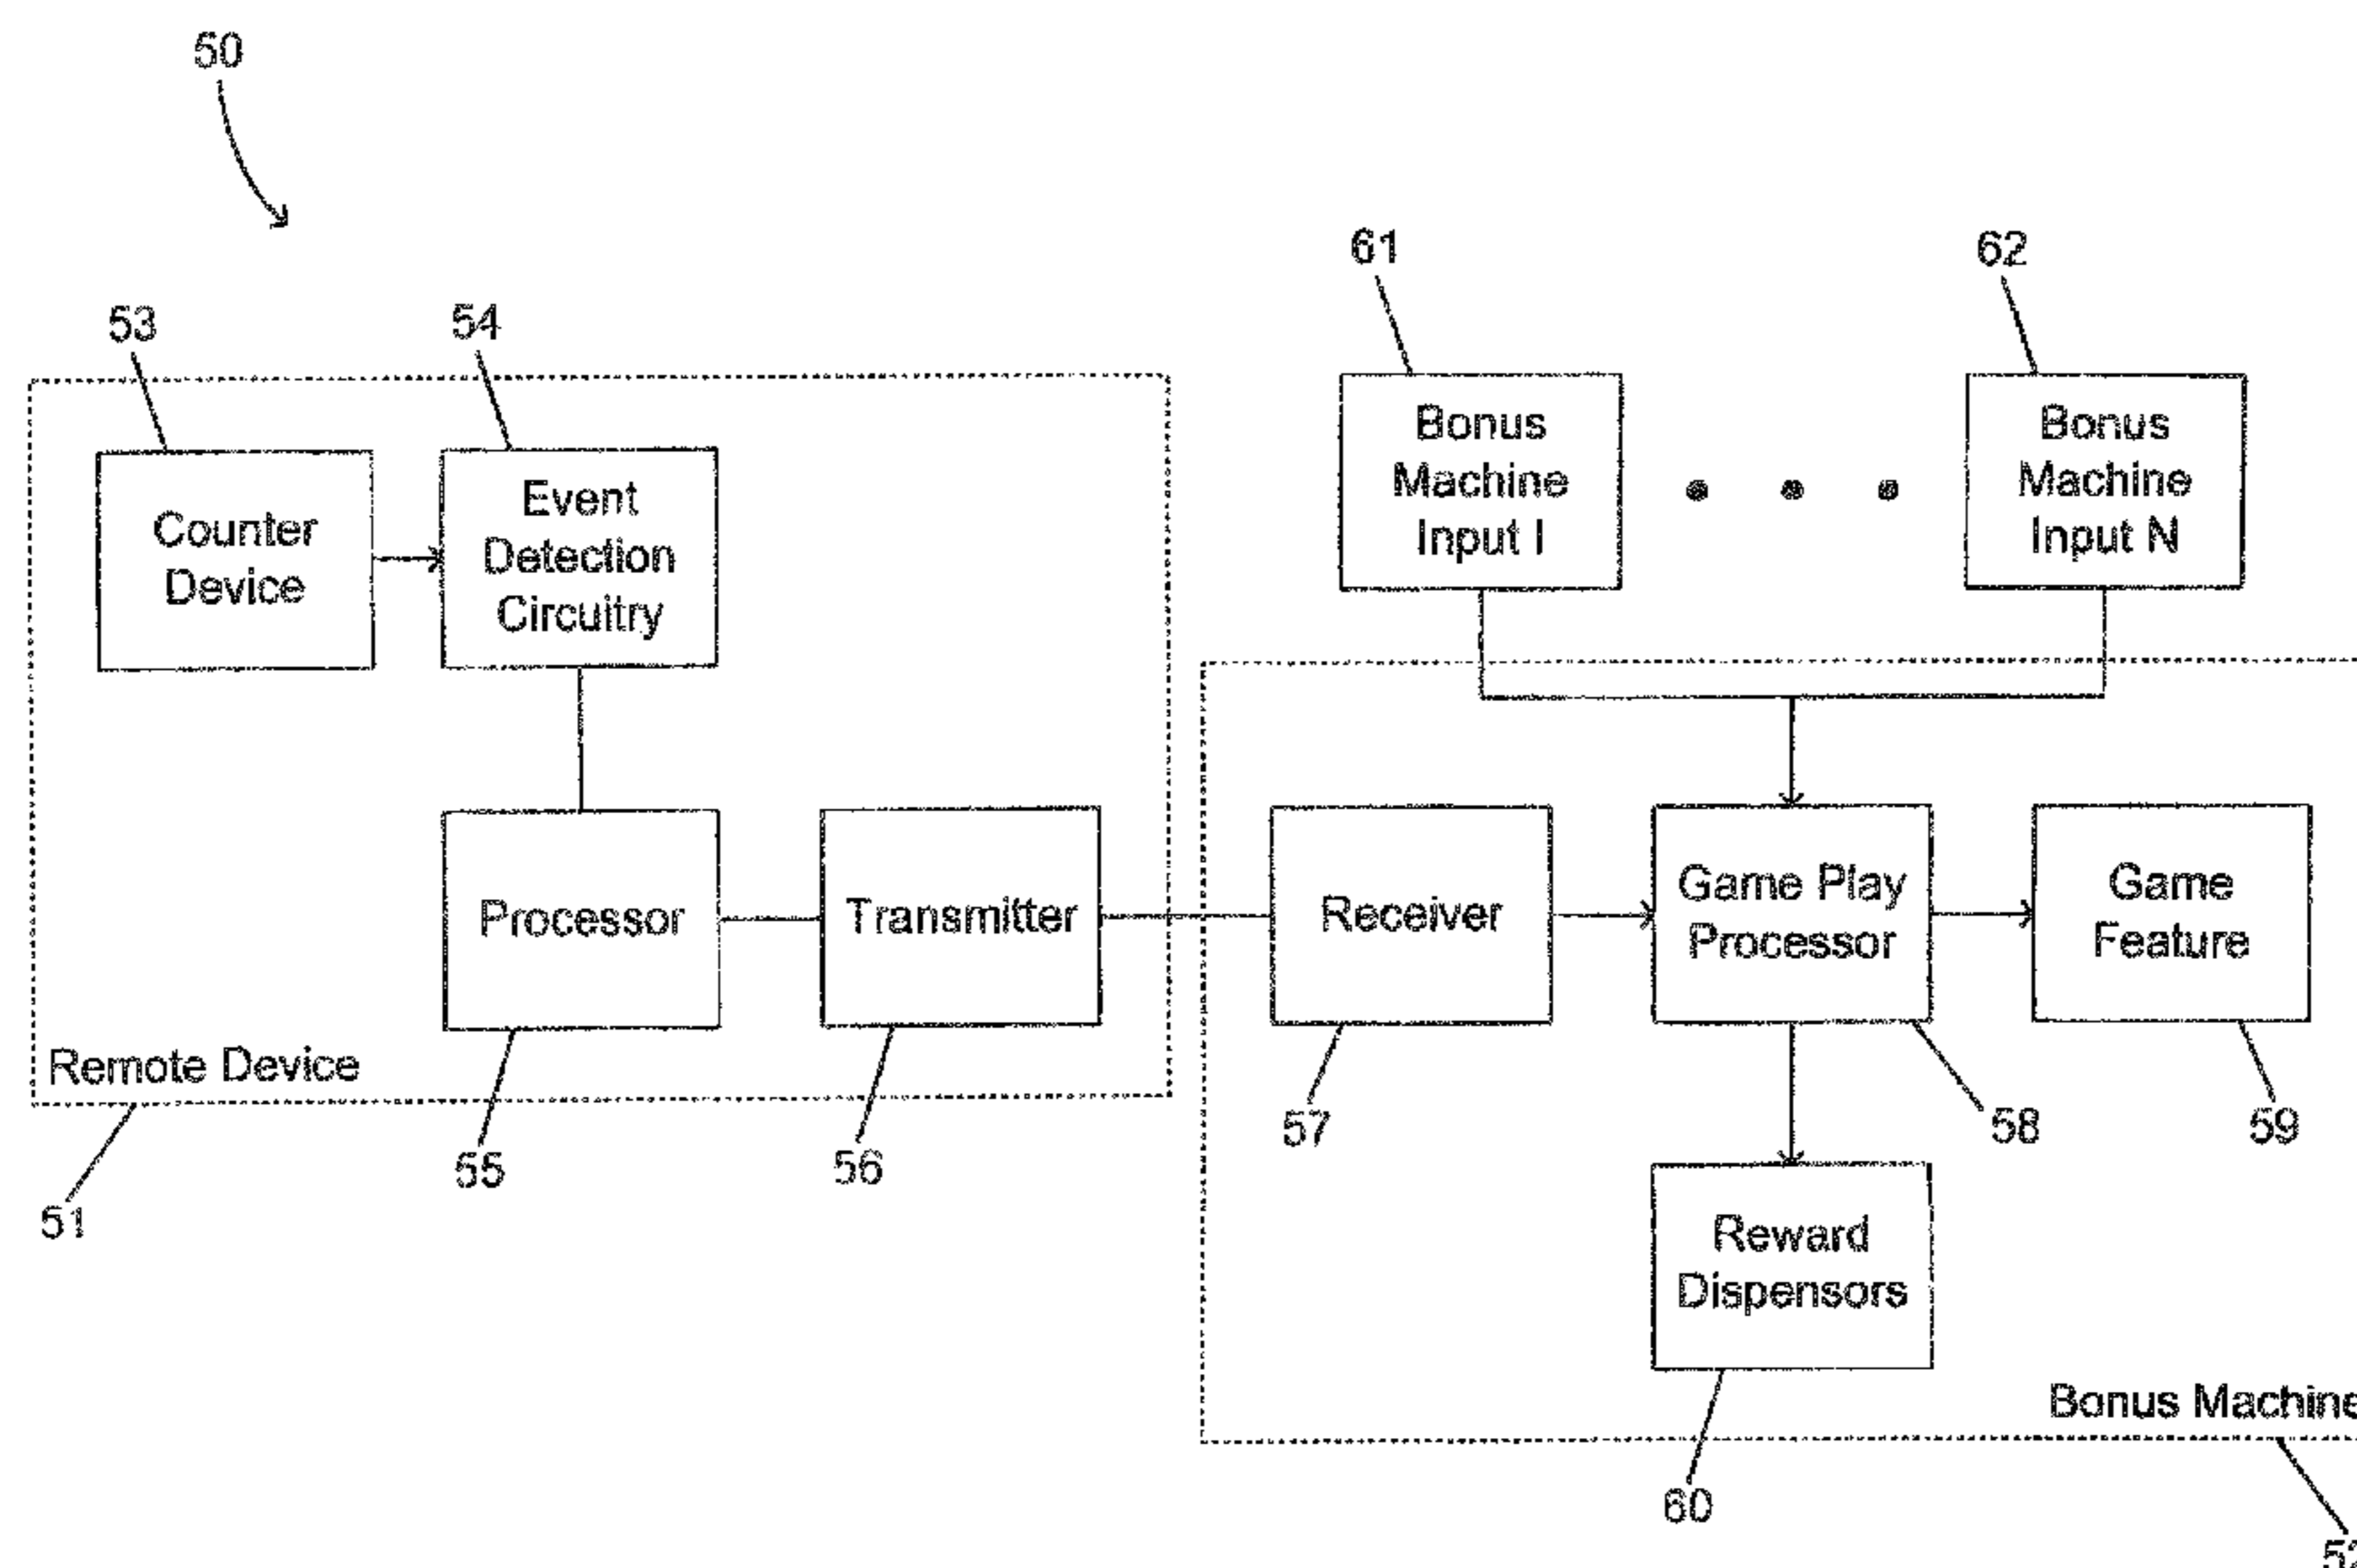 50
61
62
53
54
Counter
Device
Event
Detection
Circuitry
Bonus
Machine
Input I
Bonus
Machine
Input N
Processor
Transmitter
Receiver
Game Play
Processor
Game
Feature
Remote Device
51
55
56
57
58
59
Reward
Dispensors
Bonus Machine
60